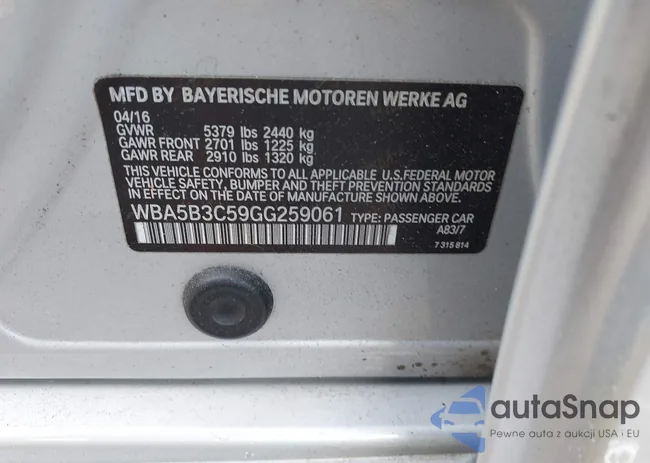 MFD BY BAYERISCHE MOTOREN WERKE AG
04/16
GVWR 5379 lbs 2440 kg
GAWR FRONT 2701 lbs 1225 kg
GAWR REAR 2910 lbs 1320 kg
THIS VEHICLE CONFORMS TO ALL APPLICABLE U.S.FEDERAL MOTOR
VEHICLE SAFETY, BUMPER AND THEFT PREVENTION STANDARDS
IN EFFECT ON THE DATE OF MANUFACTURE SHOWN ABOVE.
WBA5B3C59GG259061 TYPE: PASSENGER CAR
A83/7
7 315 814
autaSnap
Pewne auta z aukcji USA i EU